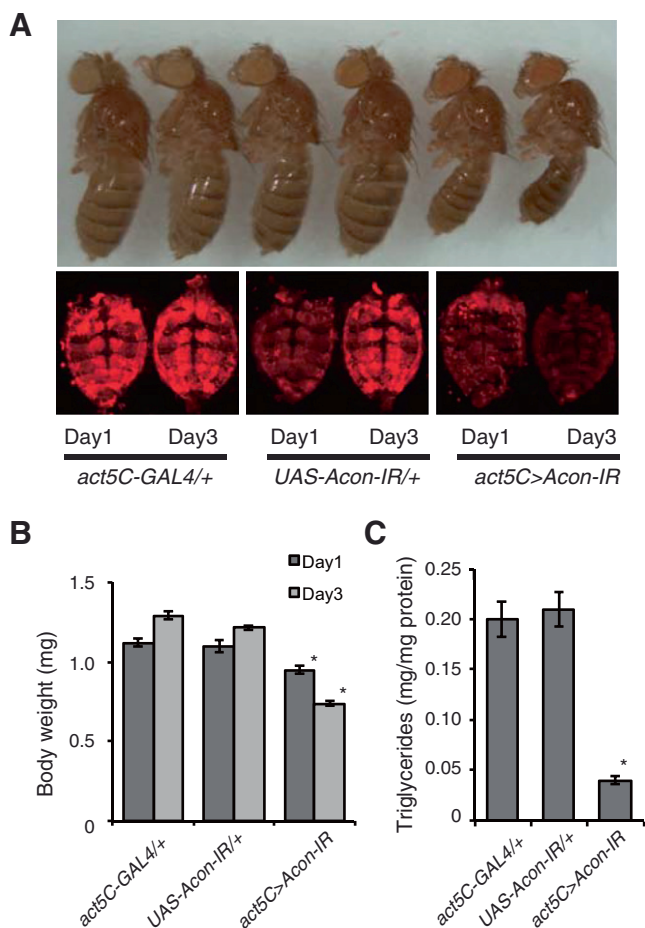 A
Day1 Day3 Day1 Day3 Day1 Day3
act5C-GAL4/+ UAS-Acon-IR/+ act5C>Acon-IR
B
Day1
Day3
Body weight (mg)
1.5
1.0
0.5
0
*
*
act5C-GAL4/+
UAS-Acon-IR/+
act5C>Acon-IR
C
Triglycerides (mg/mg protein)
0.25
0.20
0.15
0.10
0.05
0
*
act5C-GAL4/+
UAS-Acon-IR/+
act5C>Acon-IR